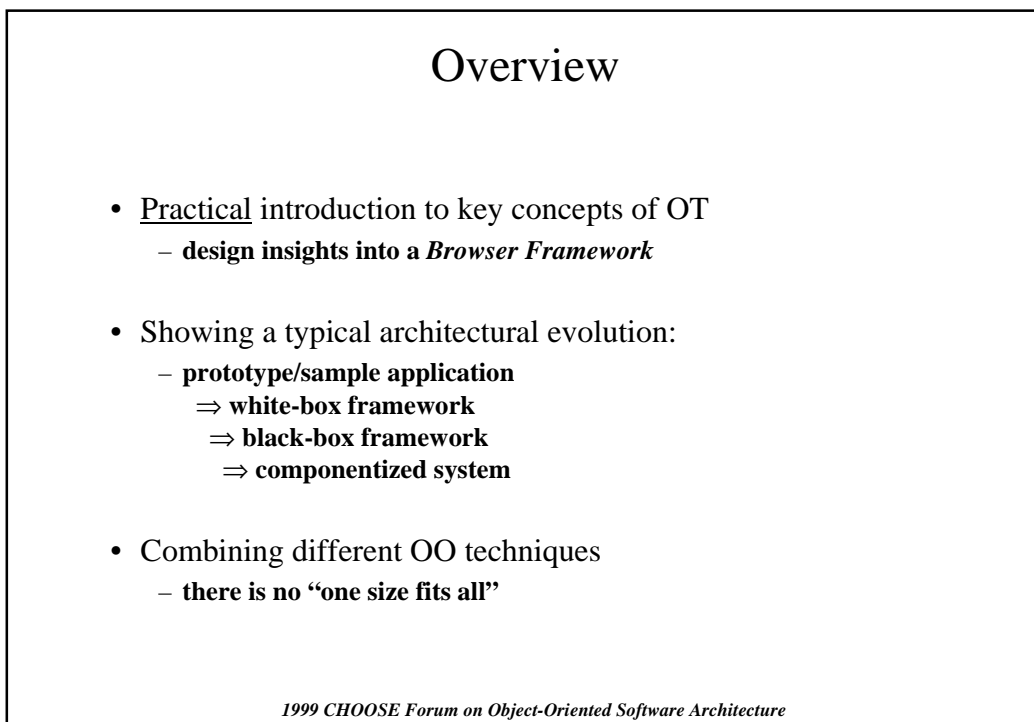 Overview
• Practical introduction to key concepts of OT
– design insights into a Browser Framework
• Showing a typical architectural evolution:
– prototype/sample application
⇒ white-box framework
⇒ black-box framework
⇒ componentized system
• Combining different OO techniques
– there is no “one size fits all”
1999 CHOOSE Forum on Object-Oriented Software Architecture